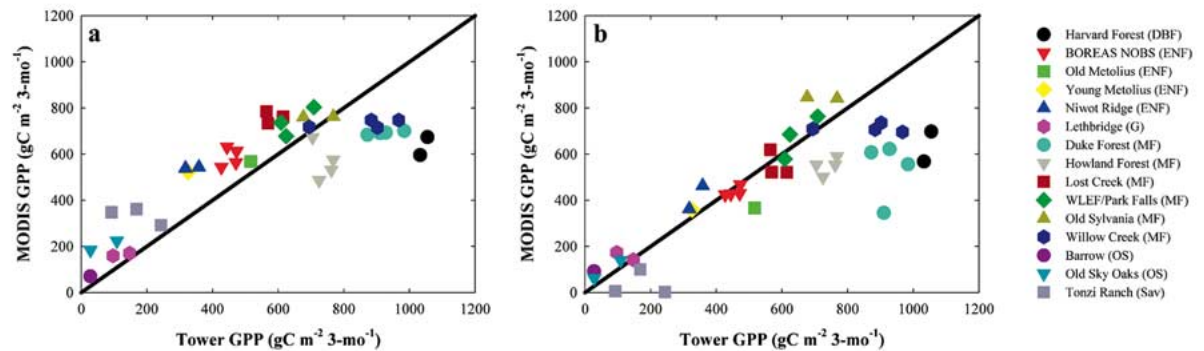 a
1200
1000
800
600
400
200
0
MODIS GPP (gC m-2 3-mo-1)
0 200 400 600 800 1000 1200
Tower GPP (gC m-2 3-mo-1)
b
1200
1000
800
600
400
200
0
MODIS GPP (gC m-2 3-mo-1)
0 200 400 600 800 1000 1200
Tower GPP (gC m-2 3-mo-1)
Harvard Forest (DBF)
BOREAS NOBS (ENF)
Old Metolius (ENF)
Young Metolius (ENF)
Niwot Ridge (ENF)
Lethbridge (G)
Duke Forest (MF)
Howland Forest (MF)
Lost Creek (MF)
WLEF/Park Falls (MF)
Old Sylvania (MF)
Willow Creek (MF)
Barrow (OS)
Old Sky Oaks (OS)
Tonzi Ranch (Sav)